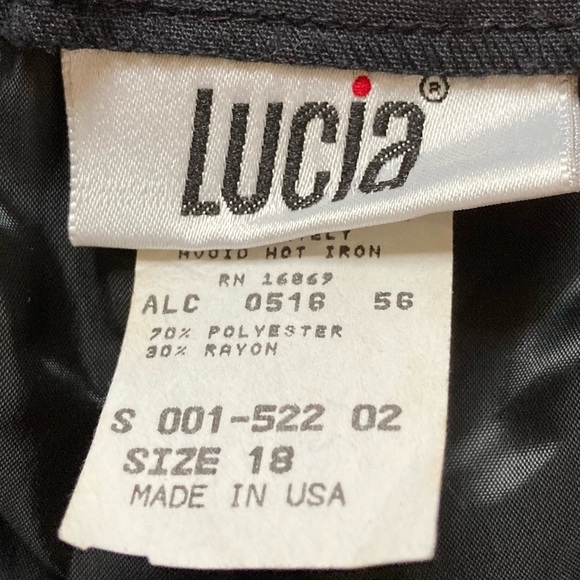 Lucia®
AVOID HOT IRON
RN 16869
ALC 0516 56
70% POLYESTER
30% RAYON
S 001-522 02
SIZE 18
MADE IN USA